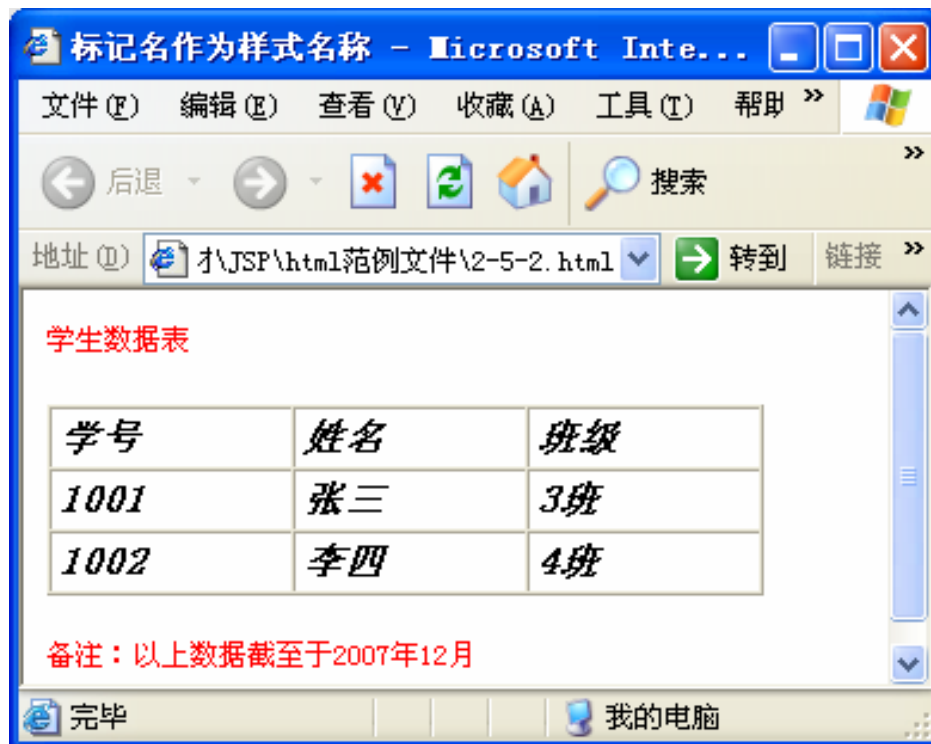 标记名作为样式名称 - Microsoft Inte...
文件(F) 编辑(E) 查看(V) 收藏(A) 工具(T) 帮助 »
后退 搜索 »
地址(D) \JSP\html范例文件\2-5-2.html 转到 链接 »
学生数据表
学号 姓名 班级
1001 张三 3班
1002 李四 4班
备注：以上数据截至于2007年12月
完毕 我的电脑